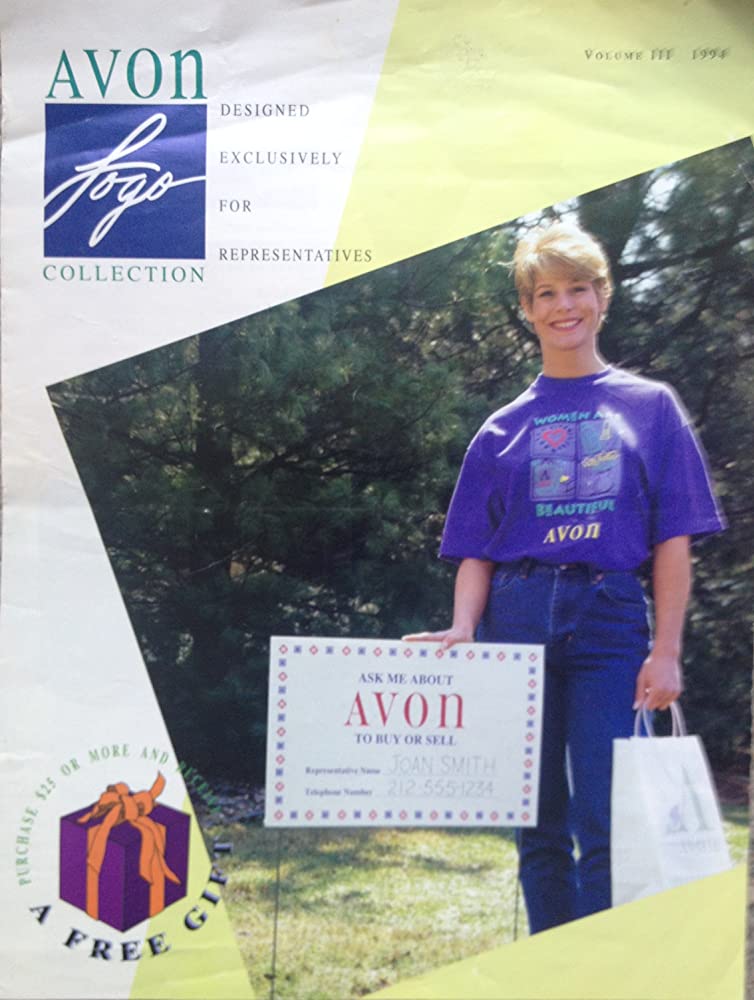 AVON
Logo
COLLECTION
DESIGNED
EXCLUSIVELY
FOR
REPRESENTATIVES
VOLUME III 1994
WOMEN ARE
BEAUTIFUL
AVON
ASK ME ABOUT
AVON
TO BUY OR SELL
Representative Name JOAN SMITH
Telephone Number 212-555-1234
A
PURCHASE $25 OR MORE AND RECEIVE
A FREE GIFT